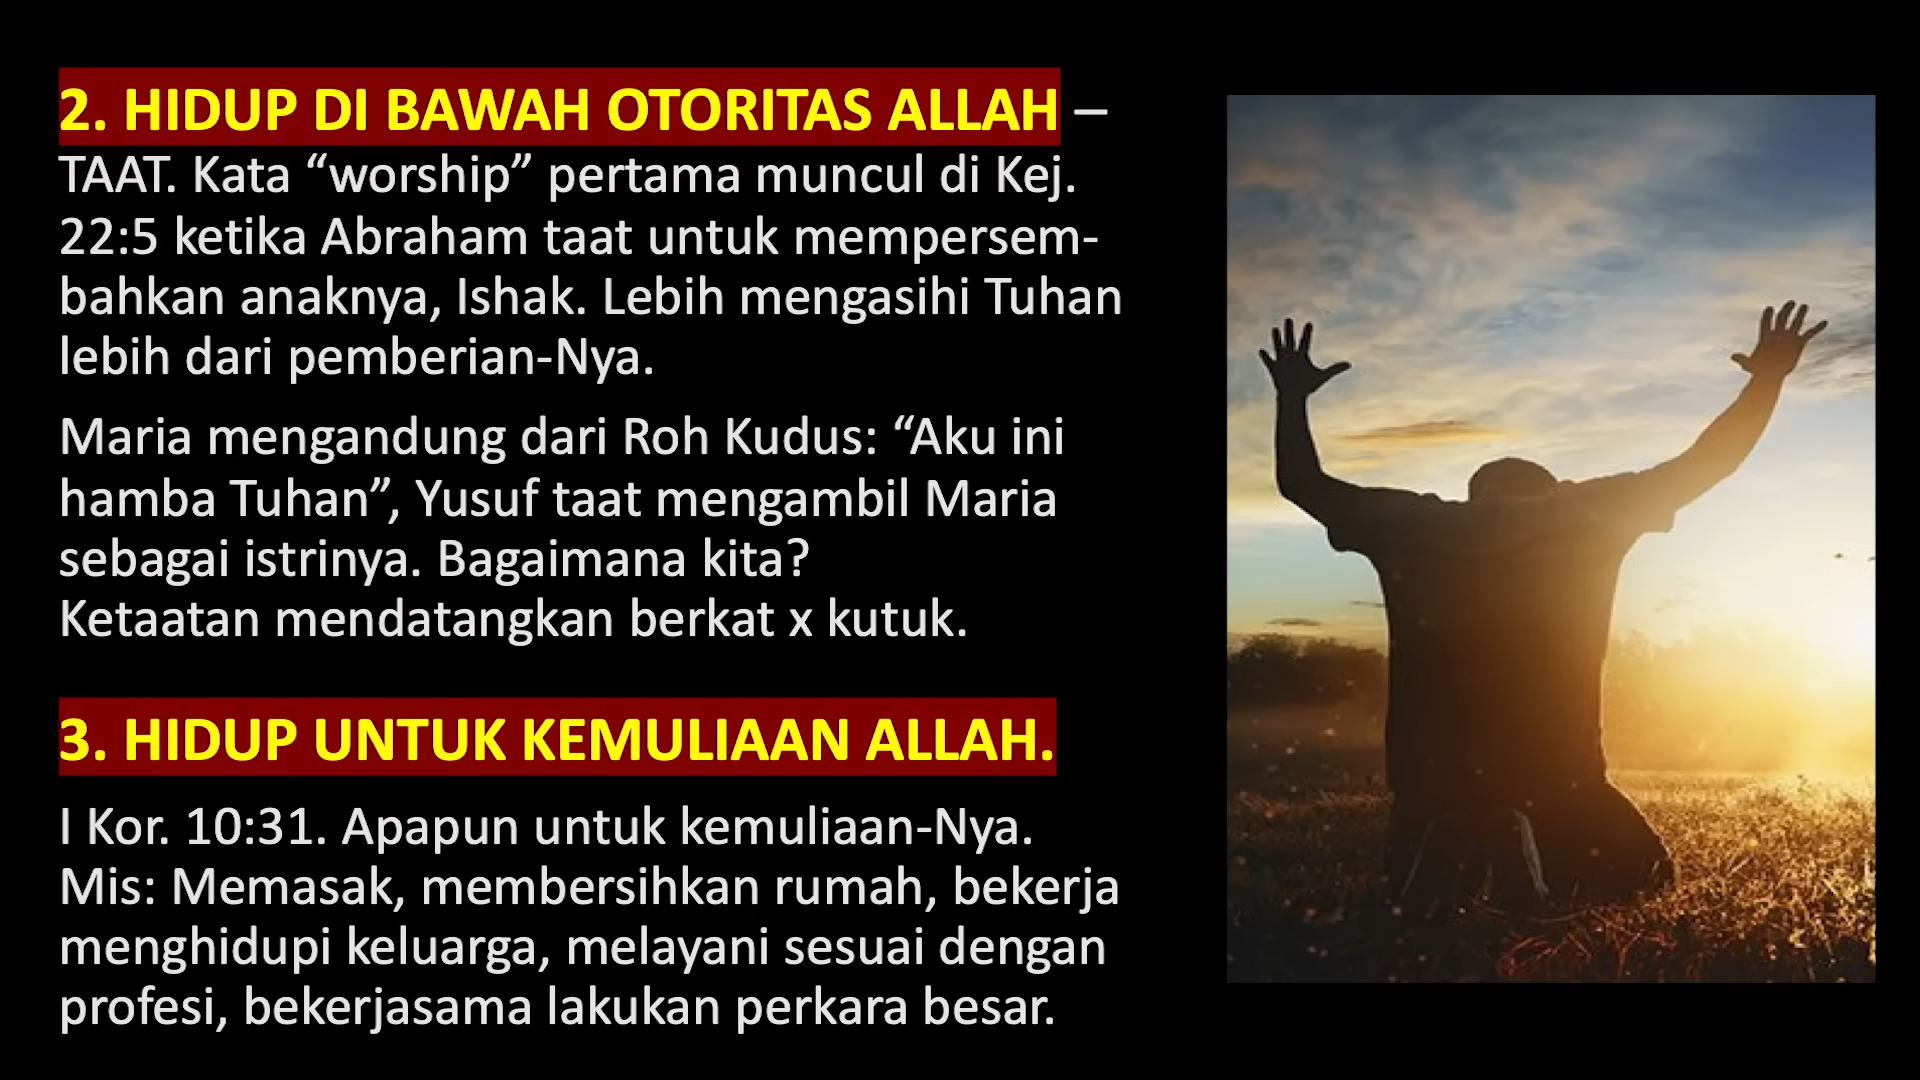 2. HIDUP DI BAWAH OTORITAS ALLAH –
TAAT. Kata “worship” pertama muncul di Kej.
22:5 ketika Abraham taat untuk mempersem-
bahkan anaknya, Ishak. Lebih mengasihi Tuhan
lebih dari pemberian-Nya.
Maria mengandung dari Roh Kudus: “Aku ini
hamba Tuhan”, Yusuf taat mengambil Maria
sebagai istrinya. Bagaimana kita?
Ketaatan mendatangkan berkat x kutuk.
3. HIDUP UNTUK KEMULIAAN ALLAH.
I Kor. 10:31. Apapun untuk kemuliaan-Nya.
Mis: Memasak, membersihkan rumah, bekerja
menghidupi keluarga, melayani sesuai dengan
profesi, bekerjasama lakukan perkara besar.